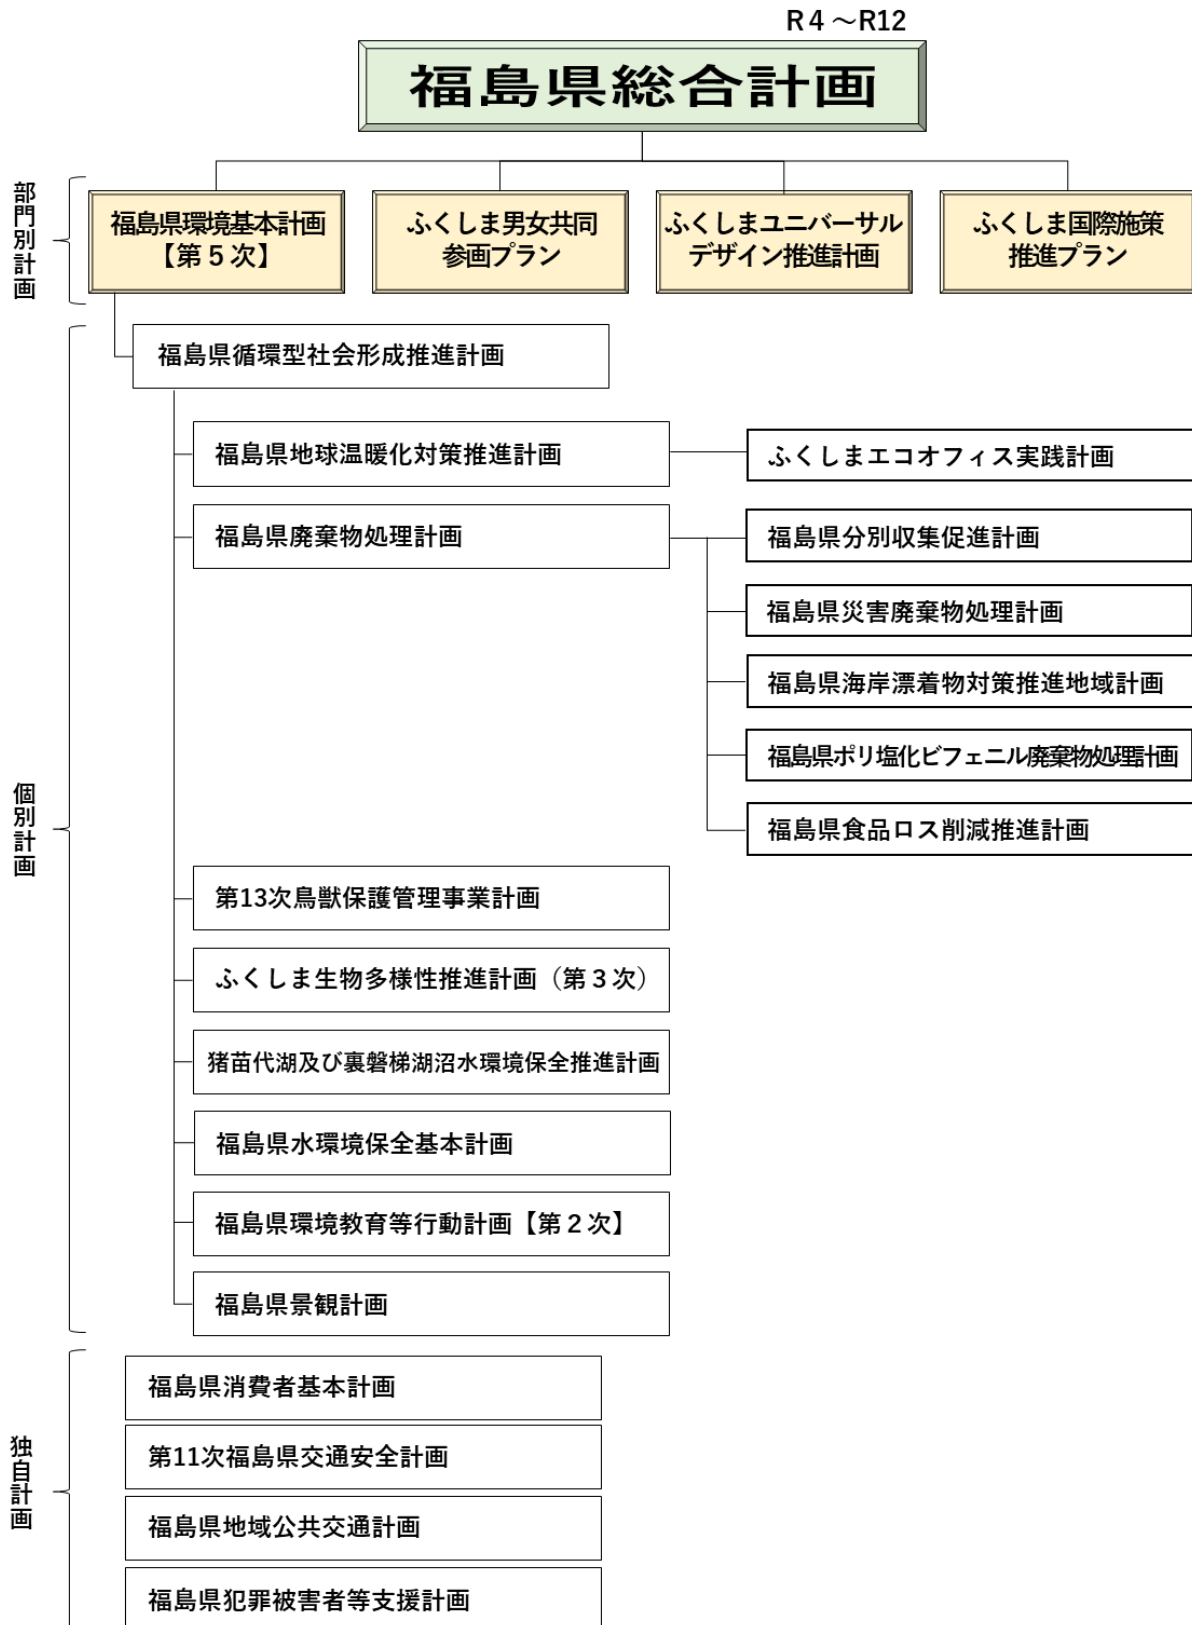 R４～R12
福島県総合計画
部門別計画
福島県環境基本計画
【第５次】
ふくしま男女共同
参画プラン
ふくしまユニバーサル
デザイン推進計画
ふくしま国際施策
推進プラン
個別計画
福島県循環型社会形成推進計画
福島県地球温暖化対策推進計画
ふくしまエコオフィス実践計画
福島県廃棄物処理計画
福島県分別収集促進計画
福島県災害廃棄物処理計画
福島県海岸漂着物対策推進地域計画
福島県ポリ塩化ビフェニル廃棄物処理計画
福島県食品ロス削減推進計画
第13次鳥獣保護管理事業計画
ふくしま生物多様性推進計画（第３次）
猪苗代湖及び裏磐梯湖沼水環境保全推進計画
福島県水環境保全基本計画
福島県環境教育等行動計画【第２次】
福島県景観計画
独自計画
福島県消費者基本計画
第11次福島県交通安全計画
福島県地域公共交通計画
福島県犯罪被害者等支援計画